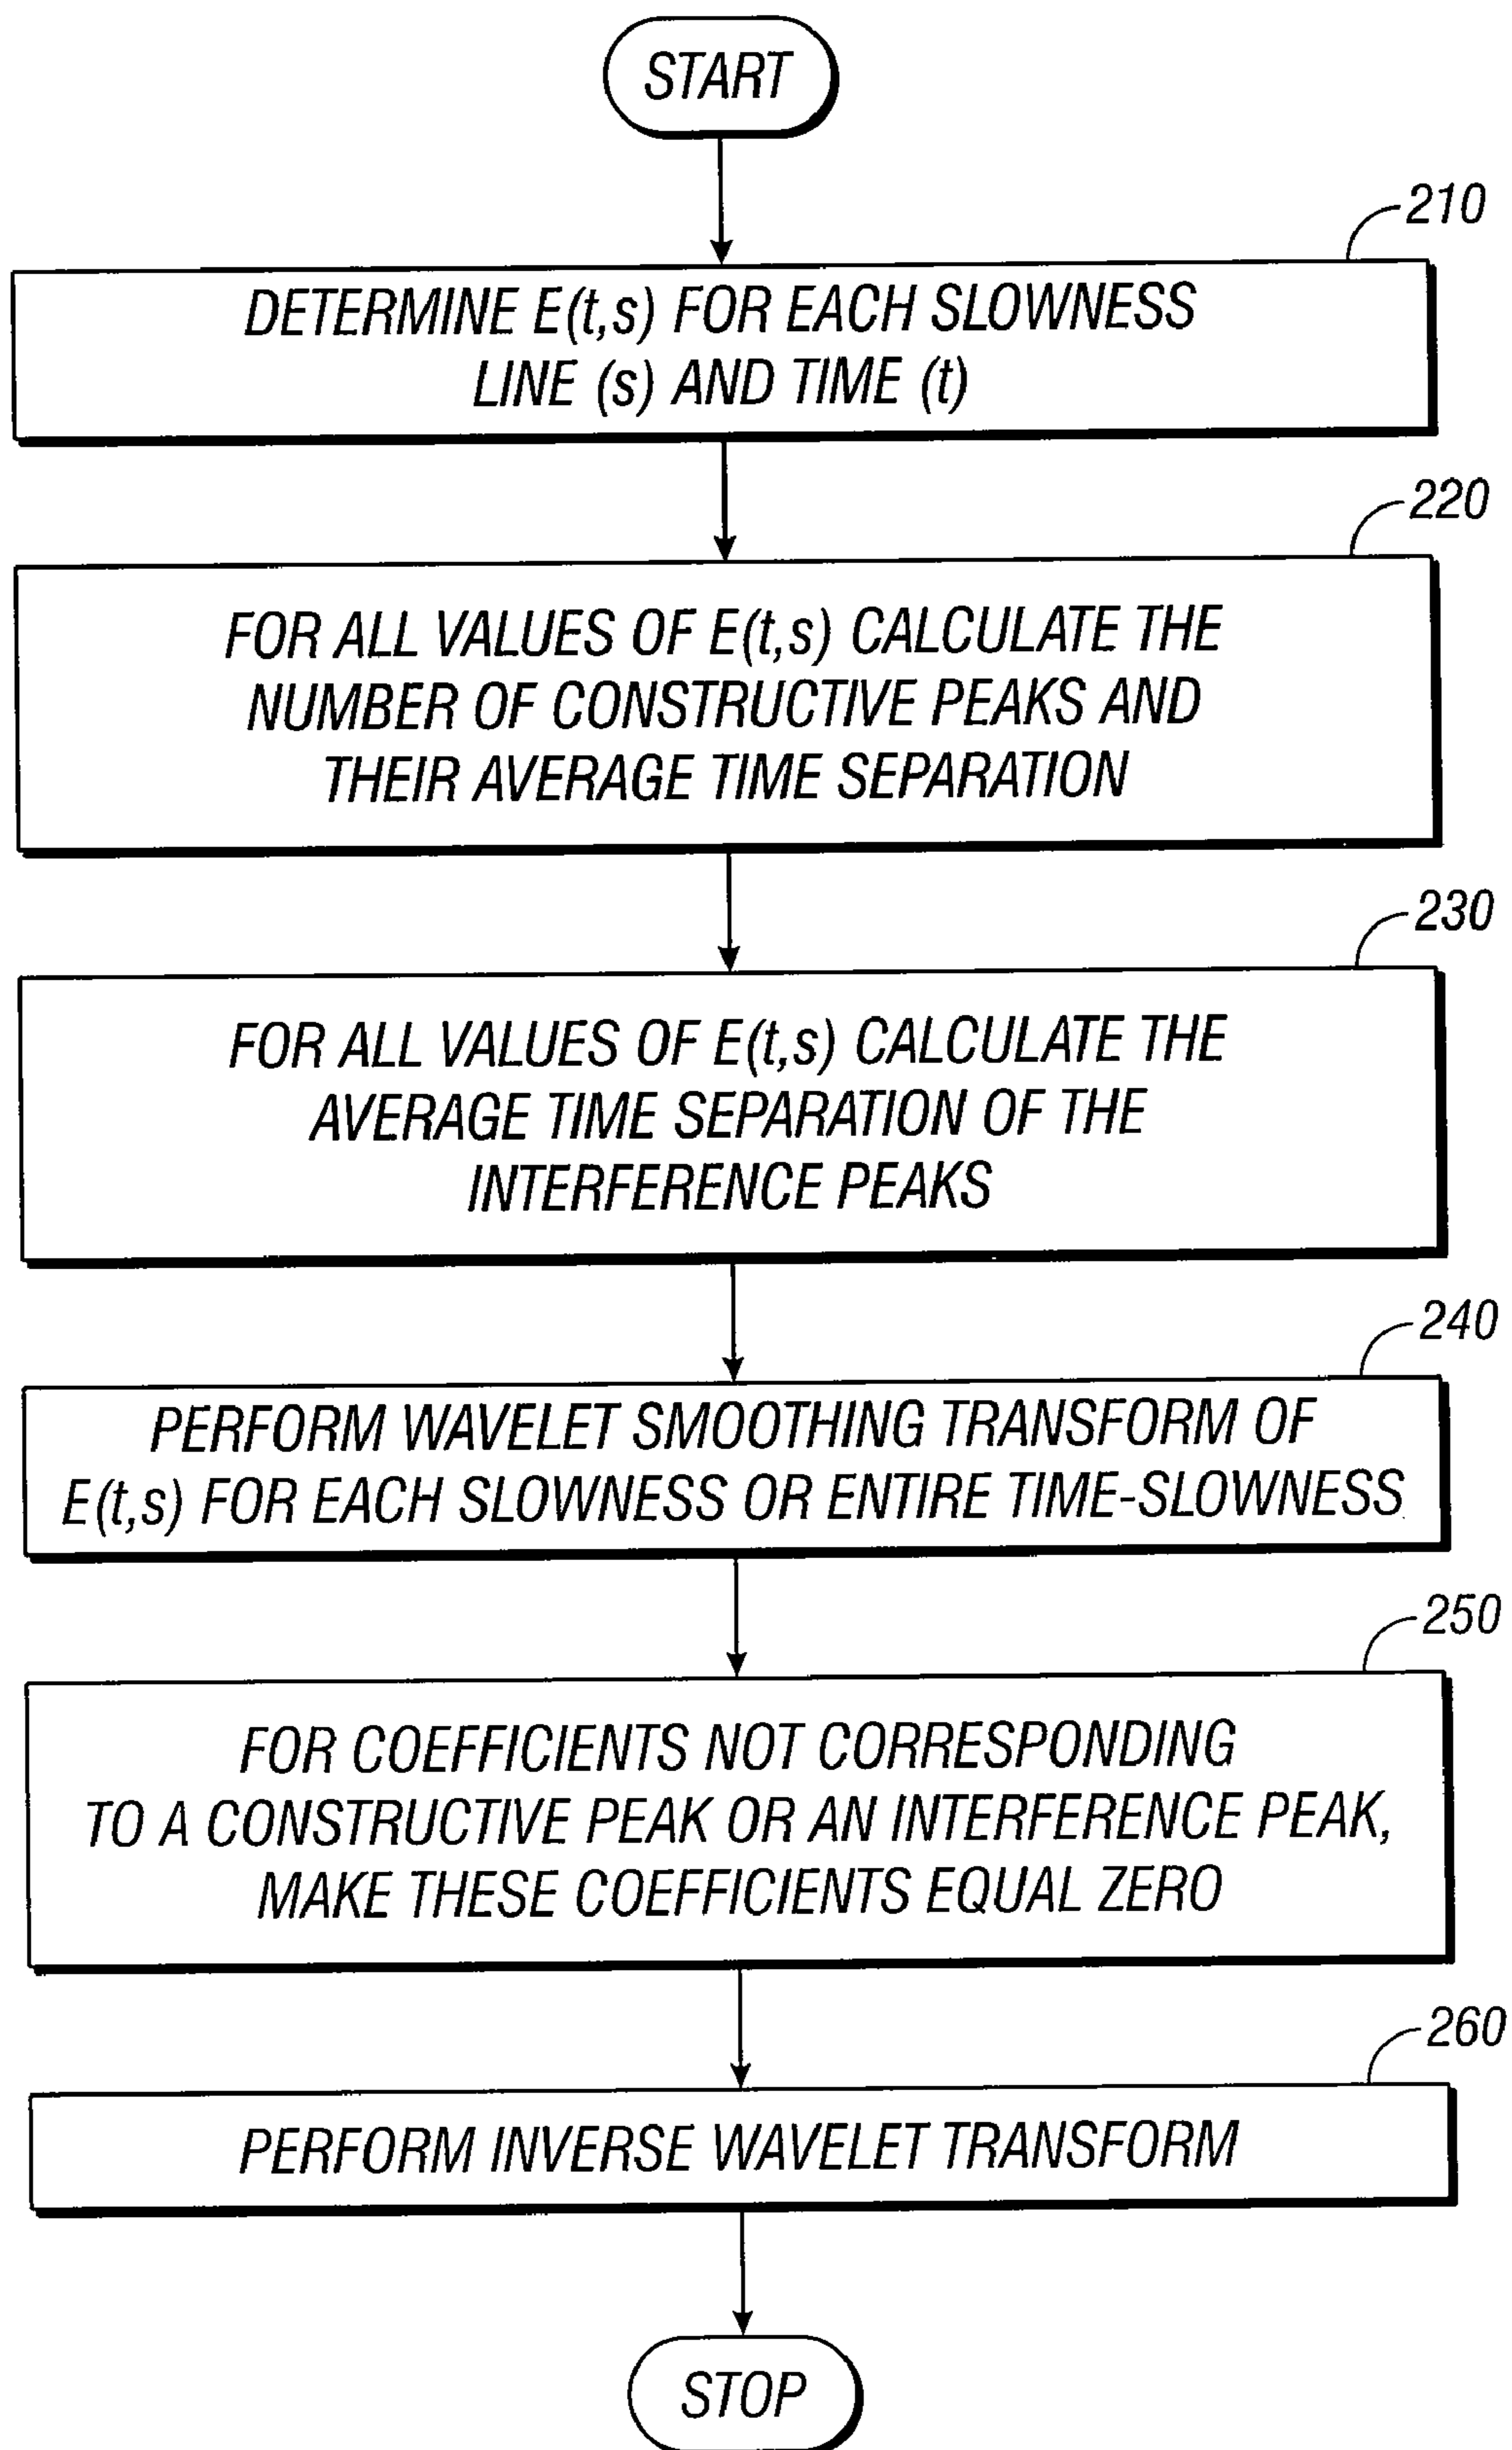 START
210
DETERMINE E(t,s) FOR EACH SLOWNESS
LINE (s) AND TIME (t)
220
FOR ALL VALUES OF E(t,s) CALCULATE THE
NUMBER OF CONSTRUCTIVE PEAKS AND
THEIR AVERAGE TIME SEPARATION
230
FOR ALL VALUES OF E(t,s) CALCULATE THE
AVERAGE TIME SEPARATION OF THE
INTERFERENCE PEAKS
240
PERFORM WAVELET SMOOTHING TRANSFORM OF
E(t,s) FOR EACH SLOWNESS OR ENTIRE TIME-SLOWNESS
250
FOR COEFFICIENTS NOT CORRESPONDING
TO A CONSTRUCTIVE PEAK OR AN INTERFERENCE PEAK,
MAKE THESE COEFFICIENTS EQUAL ZERO
260
PERFORM INVERSE WAVELET TRANSFORM
STOP